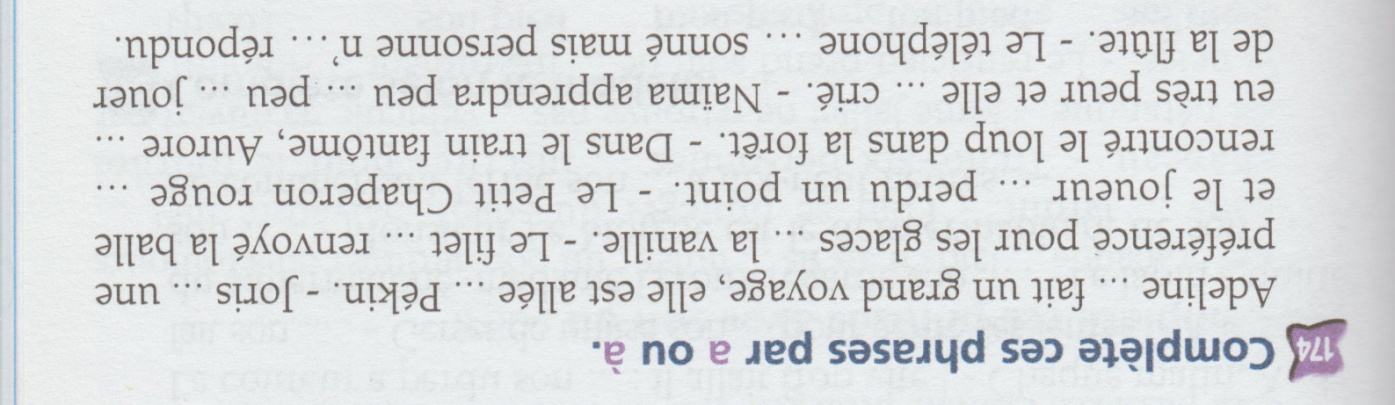 174 Complète ces phrases par a ou à.
Adeline … fait un grand voyage, elle est allée … Pékin. - Joris … une
préférence pour les glaces … la vanille. - Le filet … renvoyé la balle
et le joueur … perdu un point. - Le Petit Chaperon rouge …
rencontré le loup dans la forêt. - Dans le train fantôme, Aurore …
eu très peur et elle … crié. - Naïma apprendra peu … peu … jouer
de la flûte. - Le téléphone … sonné mais personne n'… répondu.